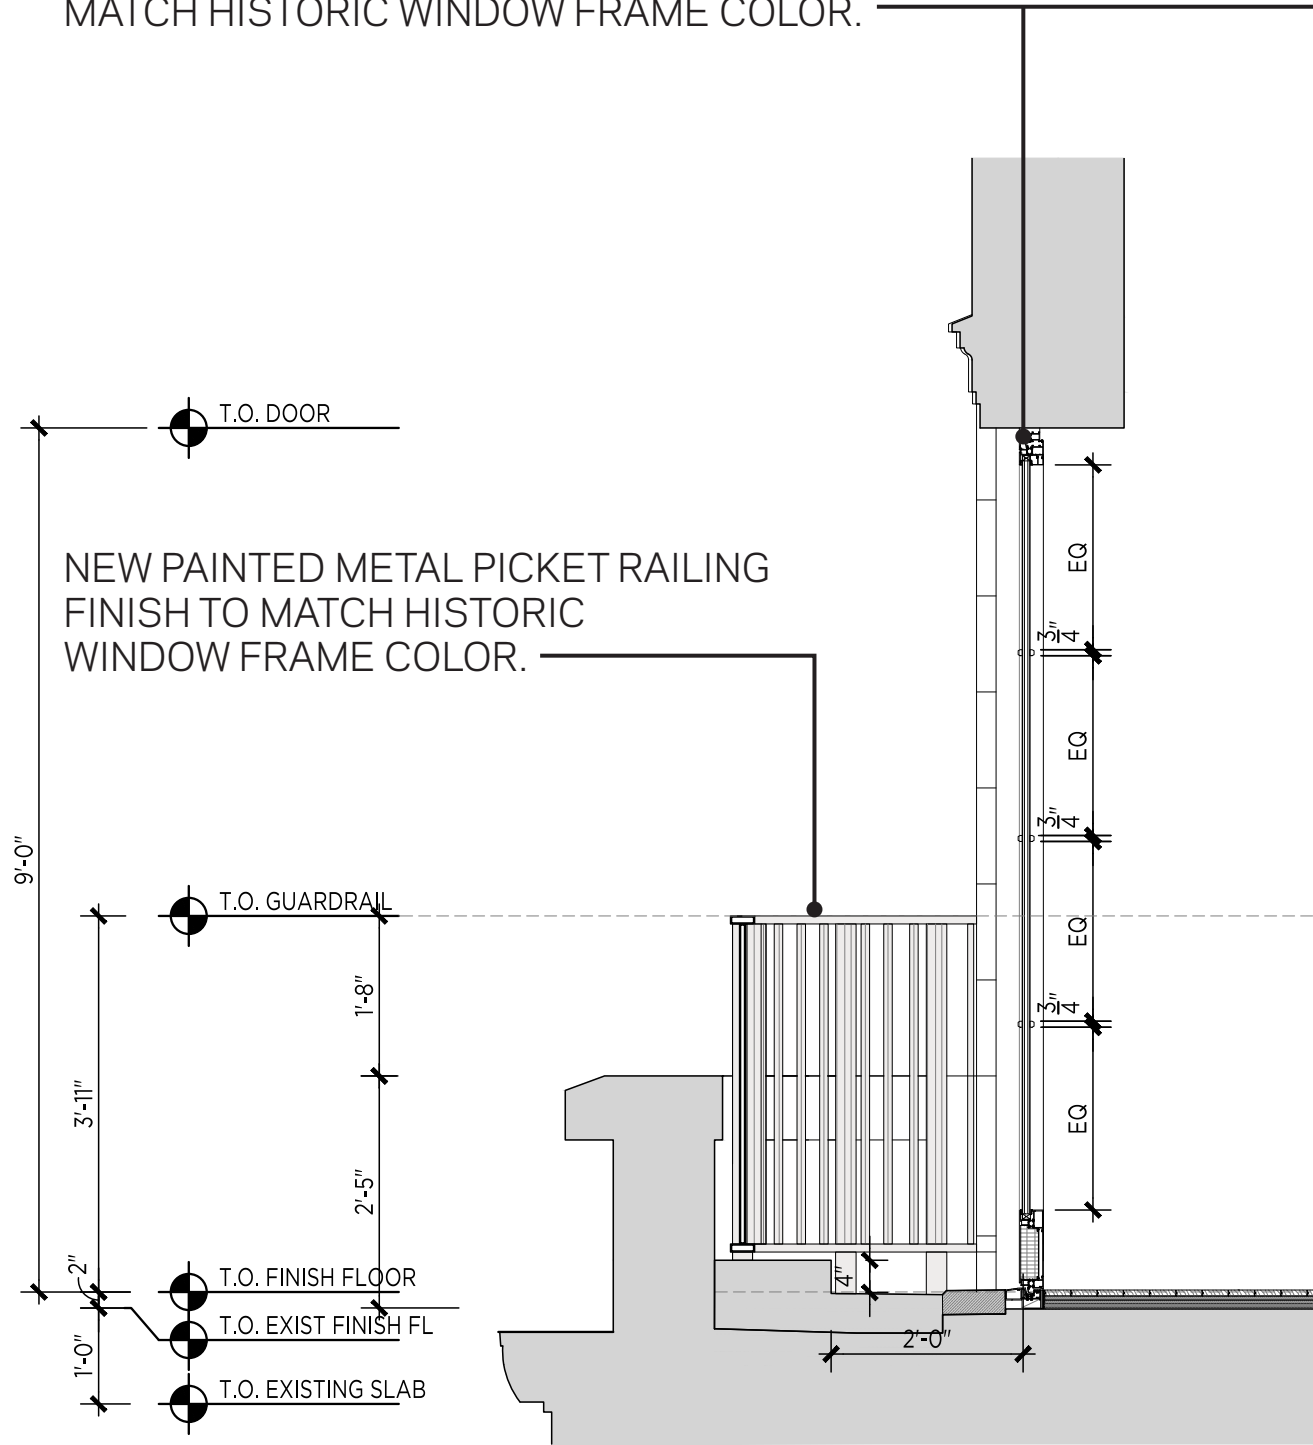 MATCH HISTORIC WINDOW FRAME COLOR.
T.O. DOOR
EQ
NEW PAINTED METAL PICKET RAILING
FINISH TO MATCH HISTORIC
WINDOW FRAME COLOR.
3/4"
EQ
3/4"
9'-0"
T.O. GUARDRAIL
EQ
1'-8"
3/4"
3'-11"
EQ
2'-5"
2"
T.O. FINISH FLOOR
4"
T.O. EXIST FINISH FL
2'-0"
1'-0"
T.O. EXISTING SLAB